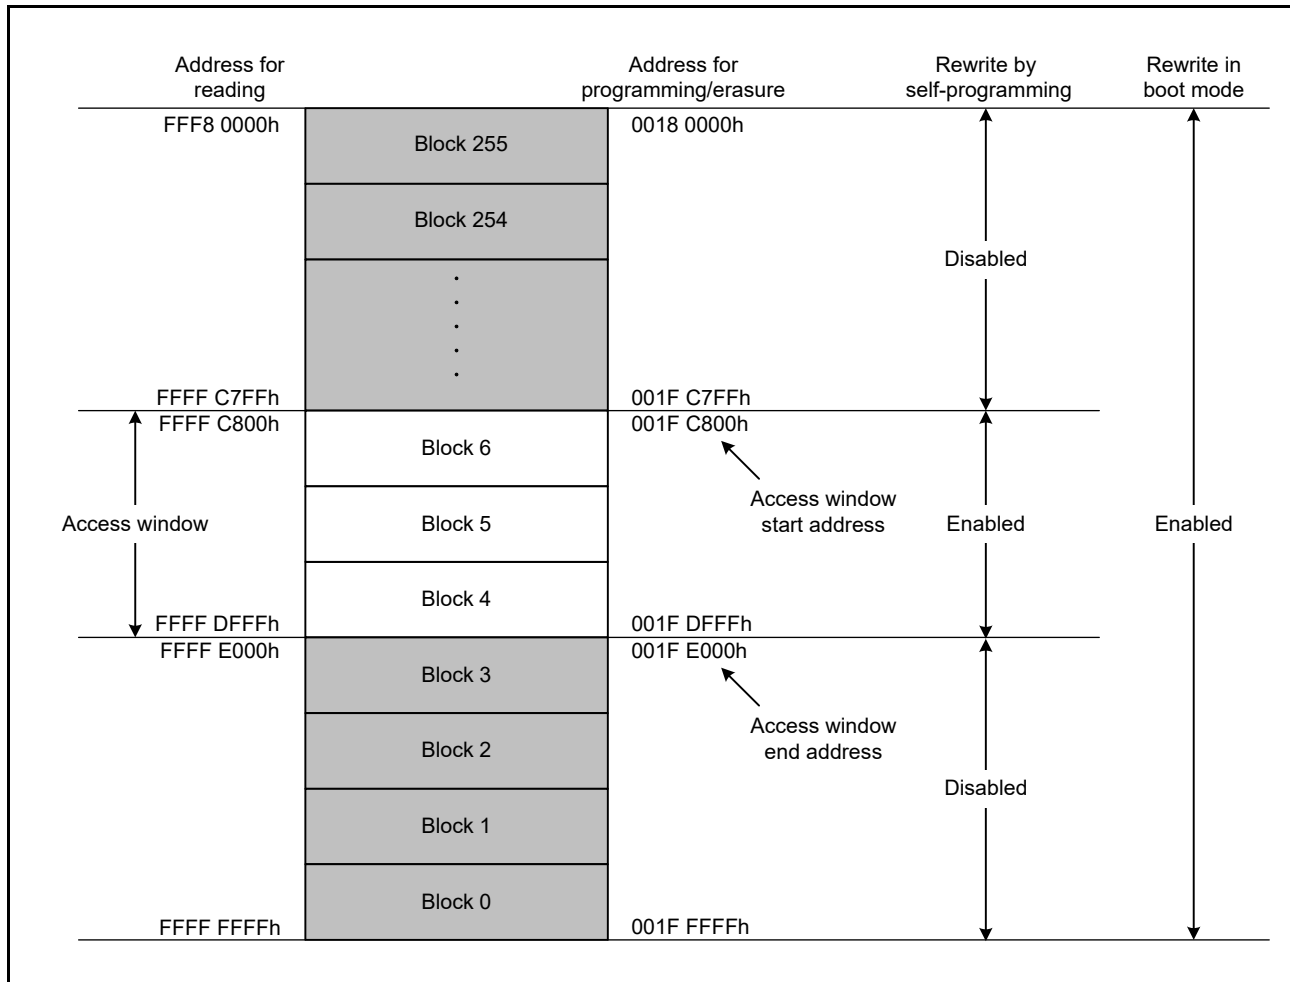 Address for
reading
Address for
programming/erasure
Rewrite by
self-programming
Rewrite in
boot mode
FFF8 0000h
Block 255
0018 0000h
Block 254
Disabled
FFFF C7FFh
001F C7FFh
FFFF C800h
001F C800h
Block 6
Access window
start address
Access window
Block 5
Enabled
Enabled
Block 4
FFFF DFFFh
001F DFFFh
FFFF E000h
001F E000h
Block 3
Access window
end address
Block 2
Disabled
Block 1
Block 0
FFFF FFFFh
001F FFFFh